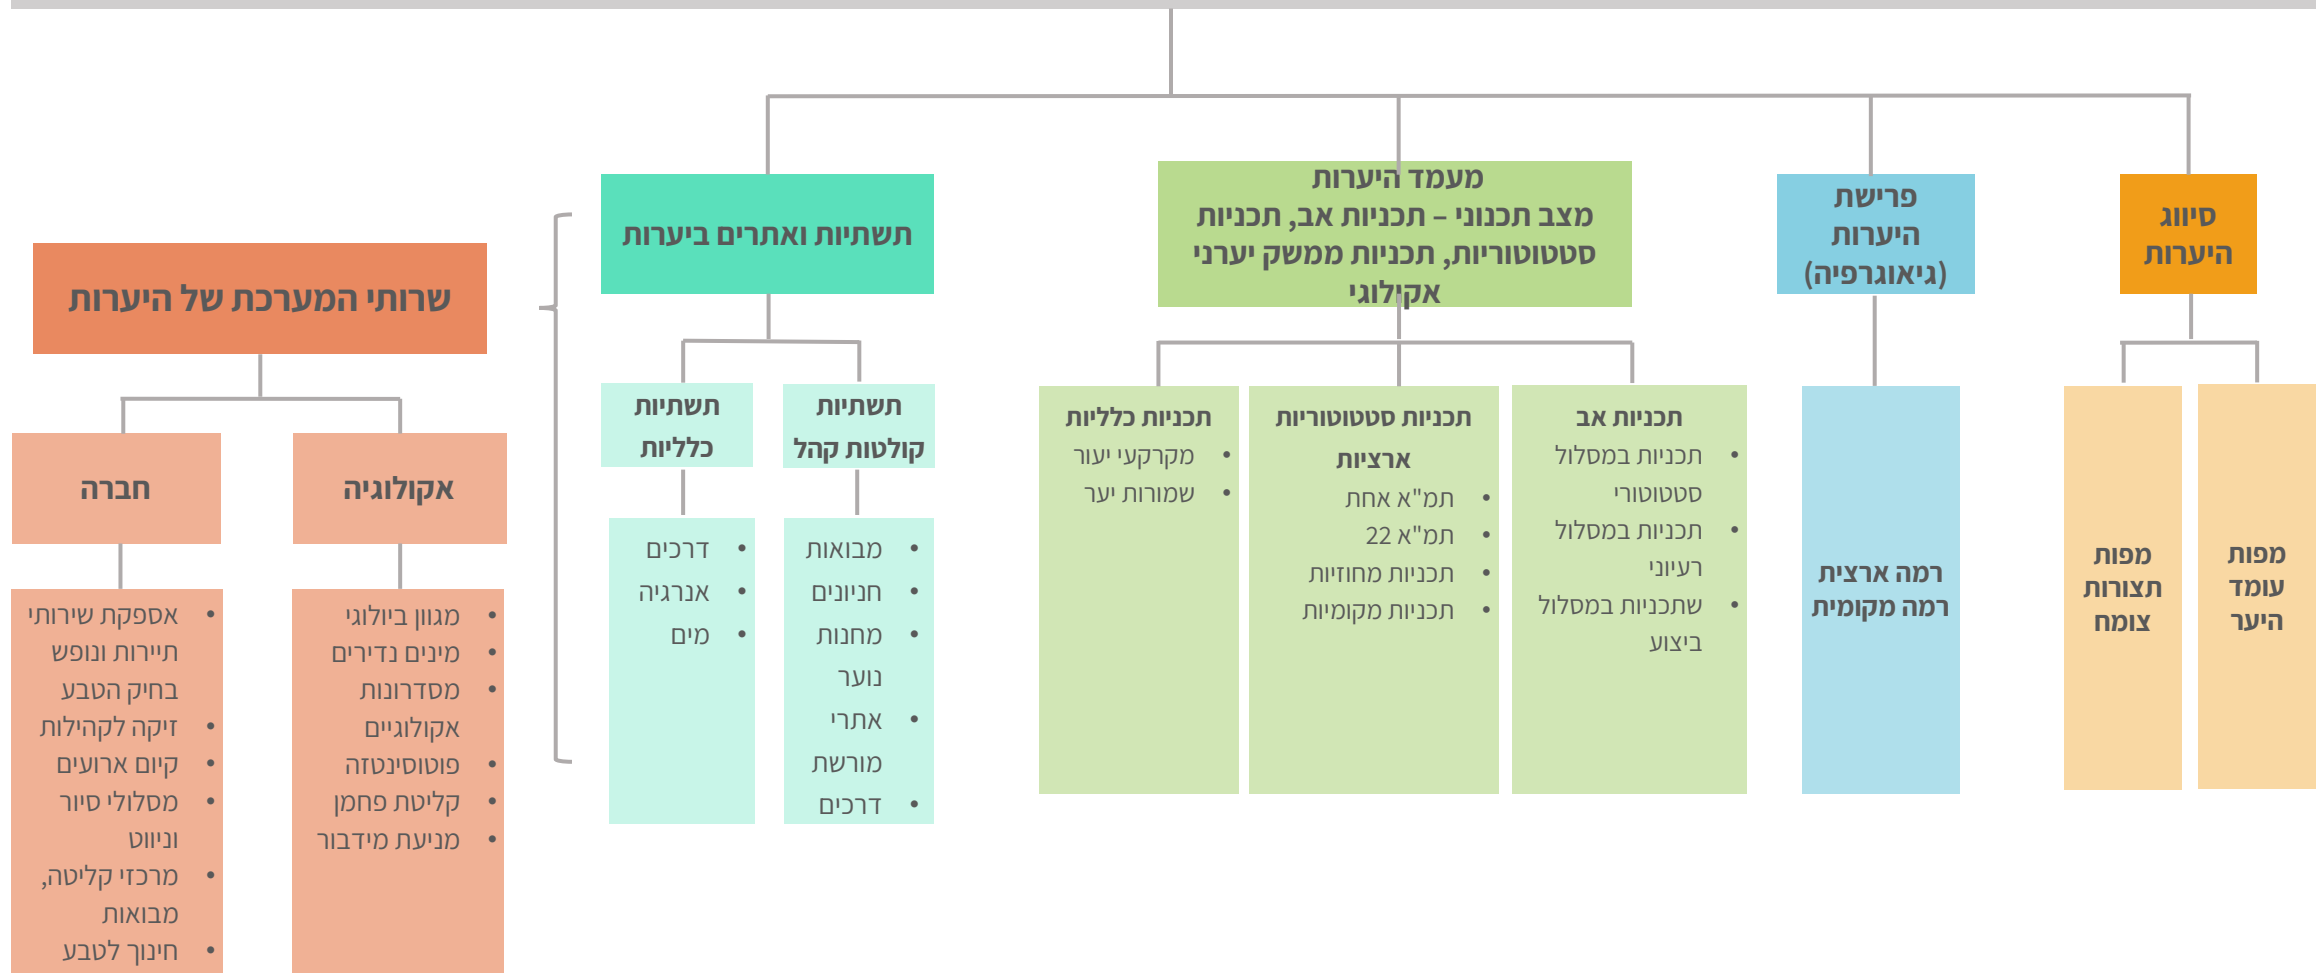 סיווג
היערות
מפות
עומד
היער
מפות
תצורות
צומח
פרישת
היערות
(גיאוגרפיה)
רמה ארצית
רמה מקומית
מעמד היערות
מצב תכנוני – תכניות אב, תכניות
סטטוטוריות, תכניות ממשק יערני
אקולוגי
תכניות אב
• תכניות במסלול
סטטוטורי
• תכניות במסלול
רעיוני
• שתכניות במסלול
ביצוע
תכניות סטטוטוריות
ארציות
• תמ"א אחת
• תמ"א 22
• תכניות מחוזיות
• תכניות מקומיות
תכניות כלליות
• מקרקעי יעור
• שמורות יער
תשתיות ואתרים ביערות
תשתיות
קולטות קהל
• מבואות
• חניונים
• מחנות
נוער
• אתרי
מורשת
• דרכים
תשתיות
כלליות
• דרכים
• אנרגיה
• מים
שרותי המערכת של היערות
אקולוגיה
• מגוון ביולוגי
• מינים נדירים
• מסדרונות
אקולוגיים
• פוטוסינטזה
• קליטת פחמן
• מניעת מידבור
חברה
• אספקת שירותי
תיירות ונופש
בחיק הטבע
• זיקה לקהילות
• קיום ארועים
• מסלולי סיור
וניווט
• מרכזי קליטה,
מבואות
• חינוך לטבע